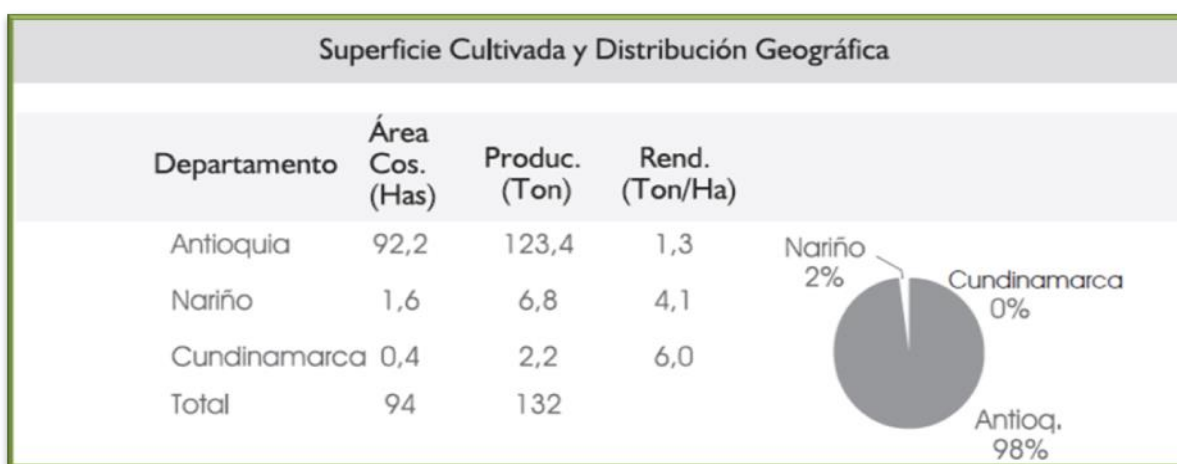 Superficie Cultivada y Distribución Geográfica
Departamento Área Cos. (Has) Produc. (Ton) Rend. (Ton/Ha)
Antioquia 92,2 123,4 1,3
Nariño 1,6 6,8 4,1
Cundinamarca 0,4 2,2 6,0
Total 94 132
Nariño
2%
Cundinamarca
0%
Antioq.
98%